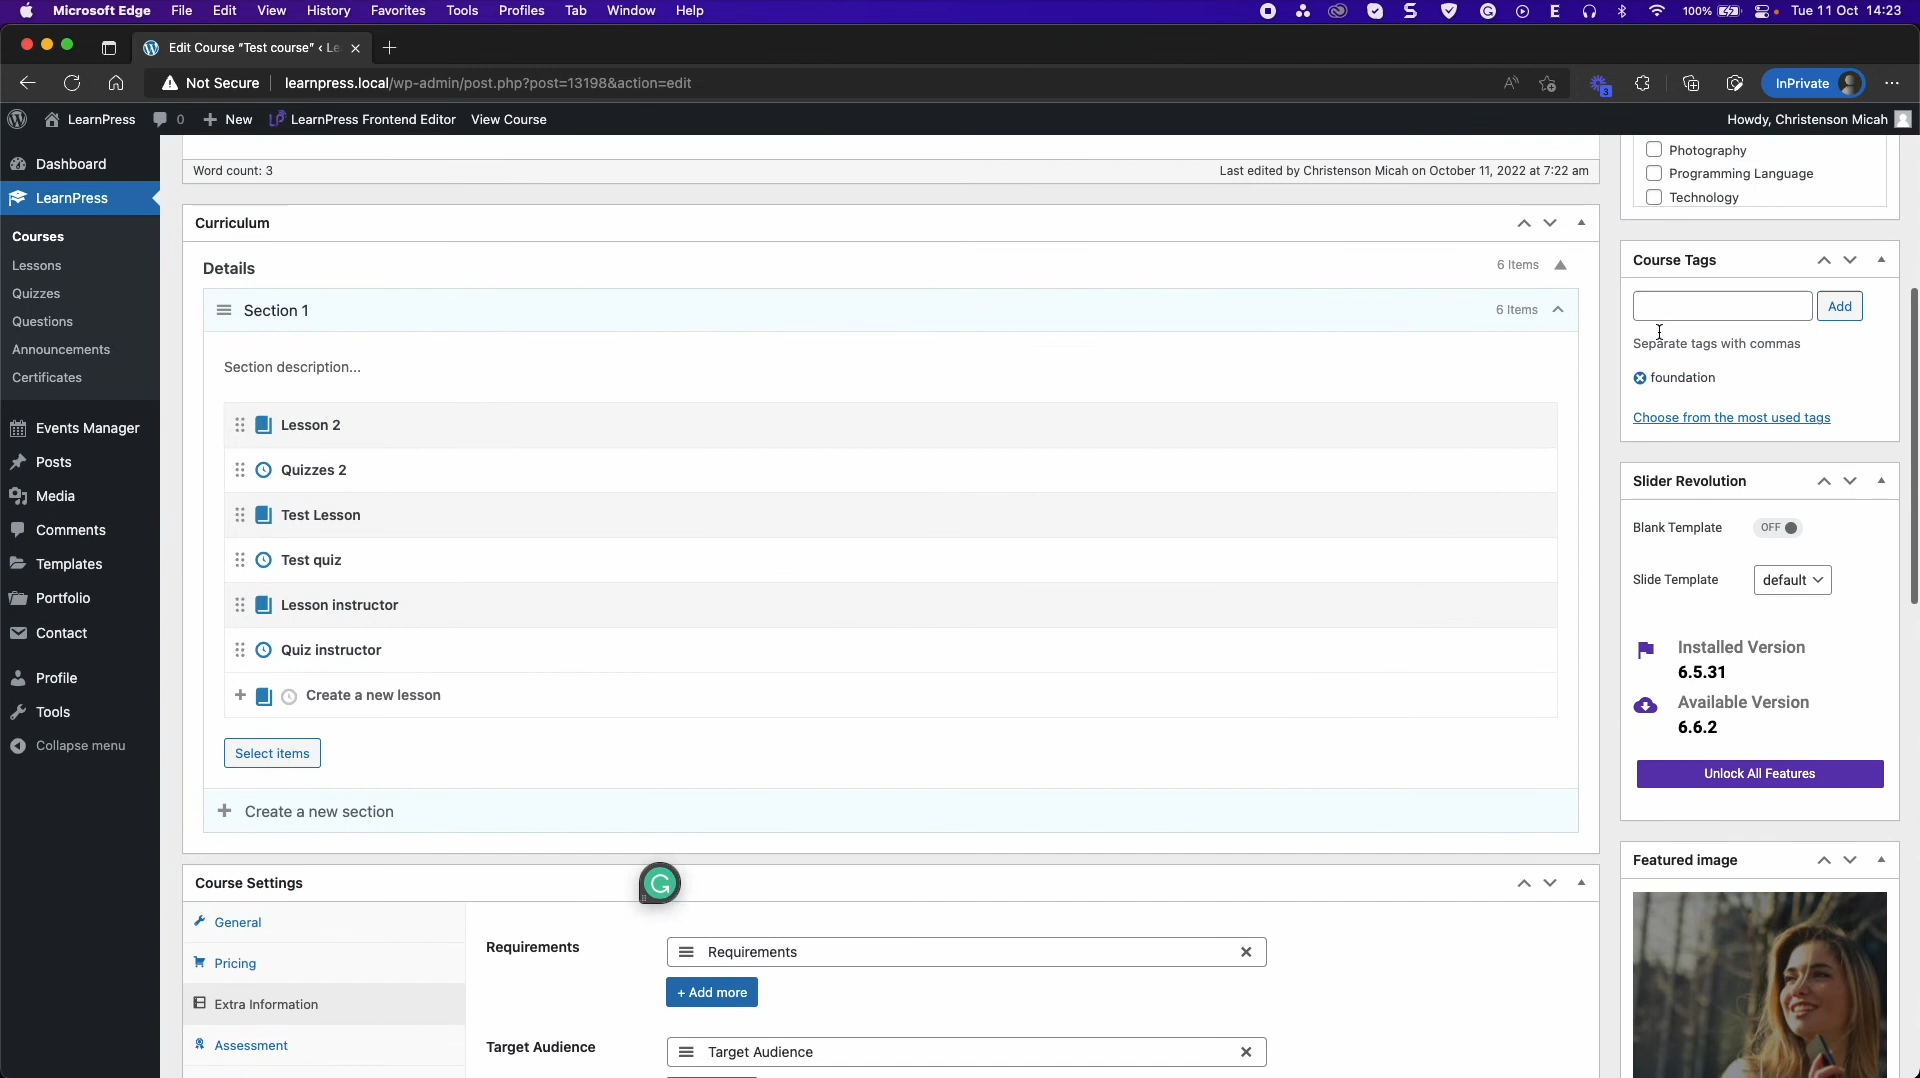 Microsoft Edge File Edit View History Favorites Tools Profiles Tab Window Help 100% Tue 11 Oct 14:23
Edit Course "Test course" ‹ Le
Not Secure learnpress.local/wp-admin/post.php?post=13198&action=edit 3 InPrivate
LearnPress 0 New LearnPress Frontend Editor View Course Howdy, Christenson Micah
Dashboard
LearnPress
Courses
Lessons
Quizzes
Questions
Announcements
Certificates
Events Manager
Posts
Media
Comments
Templates
Portfolio
Contact
Profile
Tools
Collapse menu
Word count: 3 Last edited by Christenson Micah on October 11, 2022 at 7:22 am
Curriculum
Details 6 Items
Section 1 6 Items
Section description...
Lesson 2
Quizzes 2
Test Lesson
Test quiz
Lesson instructor
Quiz instructor
Create a new lesson
Select items
Create a new section
Course Settings
General
Pricing
Extra Information
Assessment
Requirements Requirements
+ Add more
Target Audience Target Audience
Photography
Programming Language
Technology
Course Tags
Add
Separate tags with commas
foundation
Choose from the most used tags
Slider Revolution
Blank Template OFF
Slide Template default
Installed Version
6.5.31
Available Version
6.6.2
Unlock All Features
Featured image